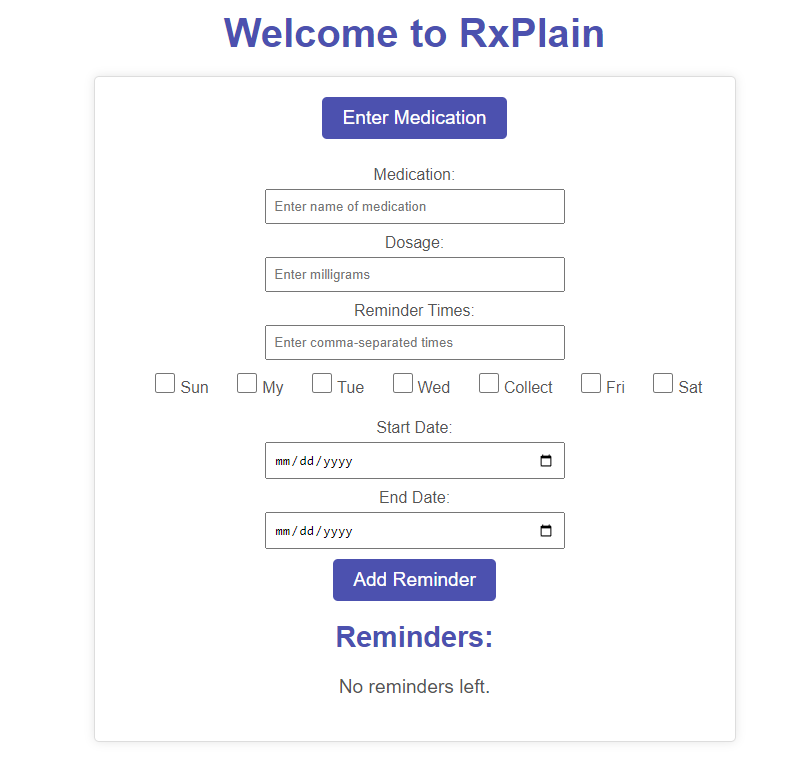 Welcome to RxPlain
Enter Medication
Medication:
Enter name of medication
Dosage:
Enter milligrams
Reminder Times:
Enter comma-separated times
Sun My Tue Wed Collect Fri Sat
Start Date:
mm/dd/yyyy
End Date:
mm/dd/yyyy
Add Reminder
Reminders:
No reminders left.